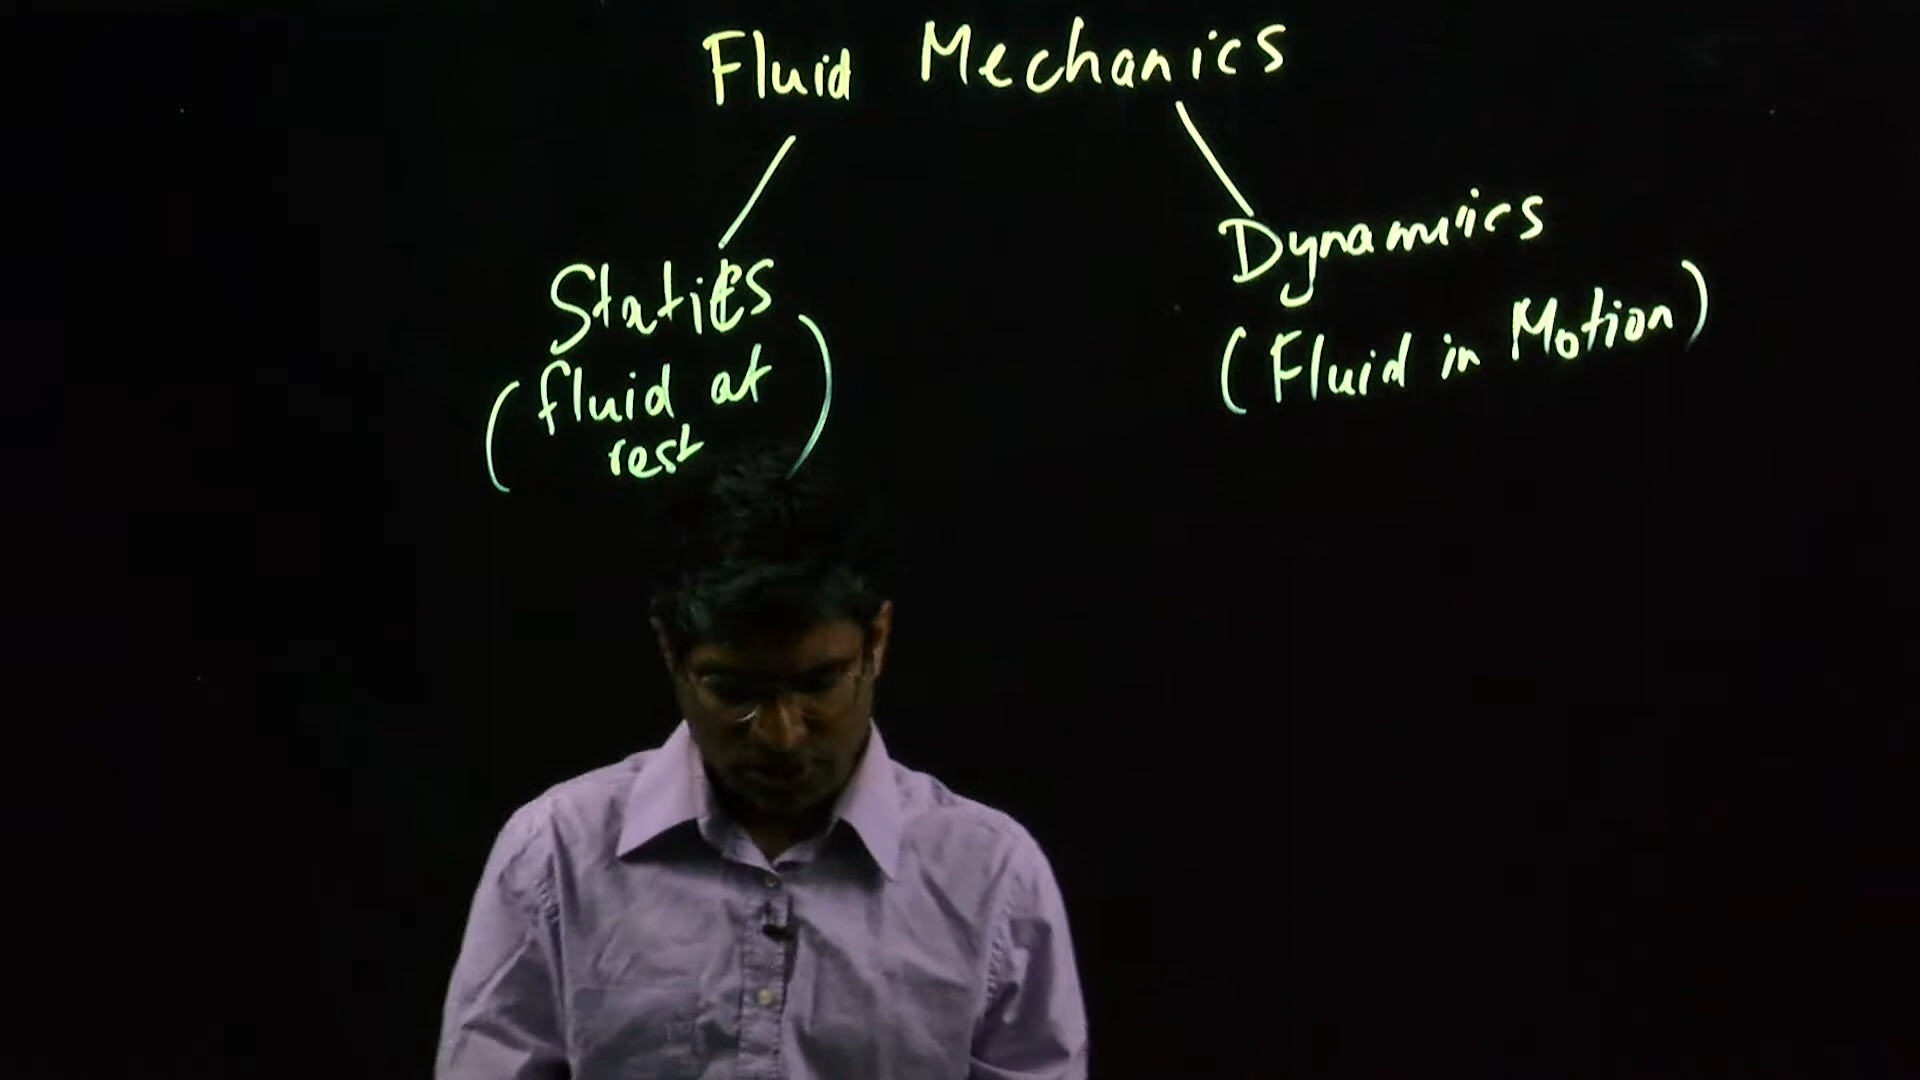 Fluid Mechanics
Statics
(fluid at
rest)
Dynamics
(Fluid in Motion)